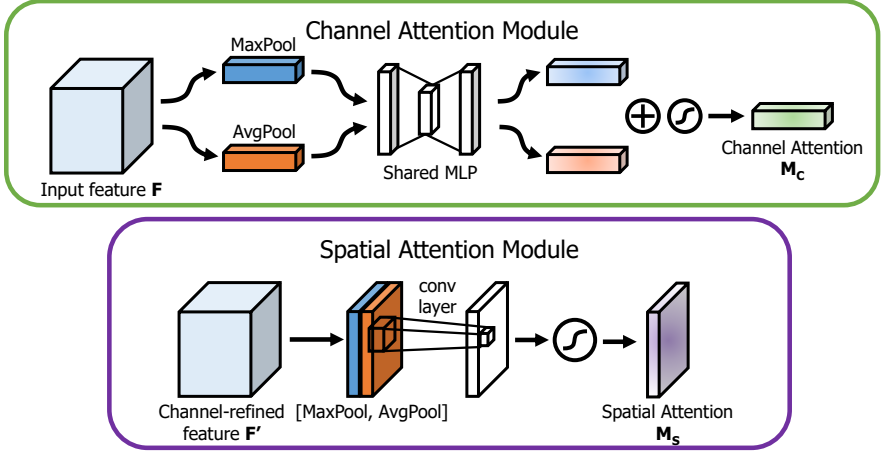 Channel Attention Module
MaxPool
AvgPool
Input feature F
Shared MLP
Channel Attention
Mc
Spatial Attention Module
conv
layer
Channel-refined
feature F'
[MaxPool, AvgPool]
Spatial Attention
Ms